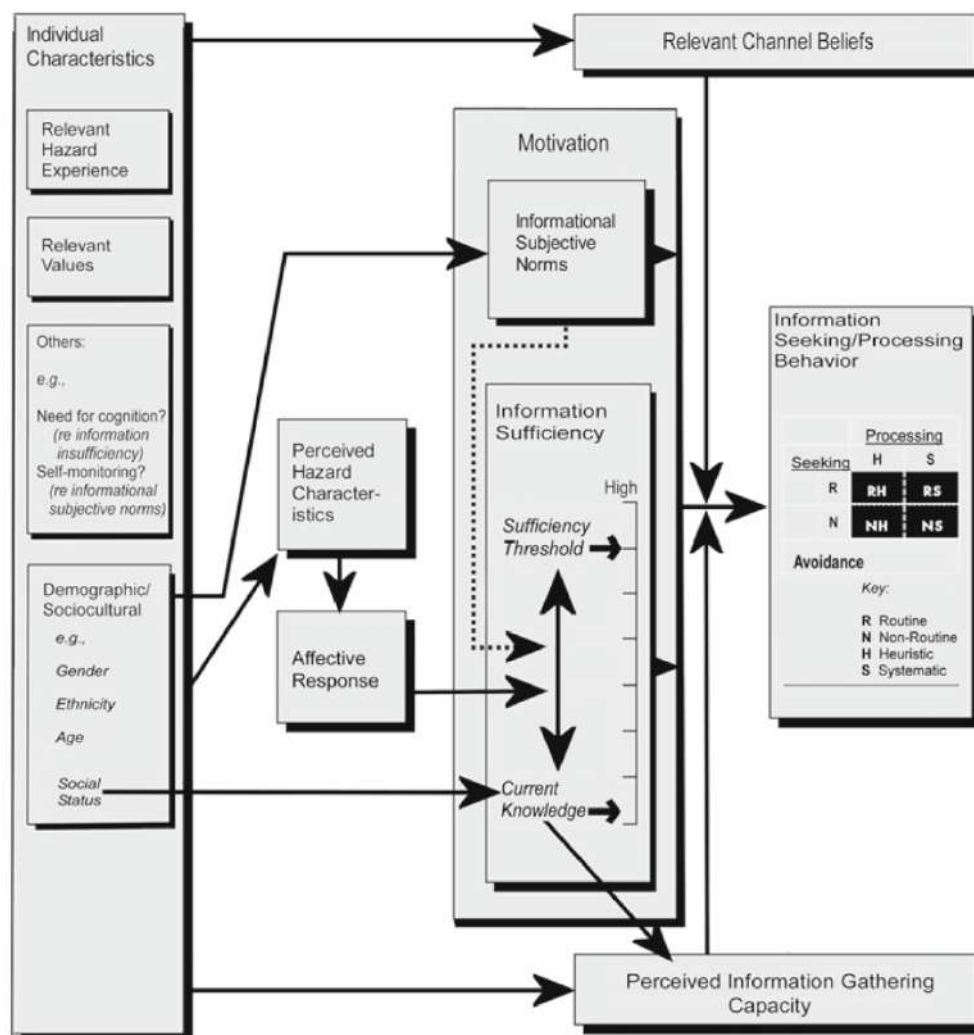 Individual
Characteristics
Relevant
Hazard
Experience
Relevant
Values
Others:
e.g.,
Need for cognition?
(re information
insufficiency)
Self-monitoring?
(re informational
subjective norms)
Demographic/
Sociocultural
e.g.,
Gender
Ethnicity
Age
Social
Status
Perceived
Hazard
Character-
istics
Affective
Response
Relevant Channel Beliefs
Motivation
Informational
Subjective
Norms
Information
Sufficiency
High
Sufficiency
Threshold
Current
Knowledge
Perceived Information Gathering
Capacity
Information
Seeking/Processing
Behavior
Processing
Seeking H S
R RH RS
N NH NS
Avoidance
Key:
R Routine
N Non-Routine
H Heuristic
S Systematic